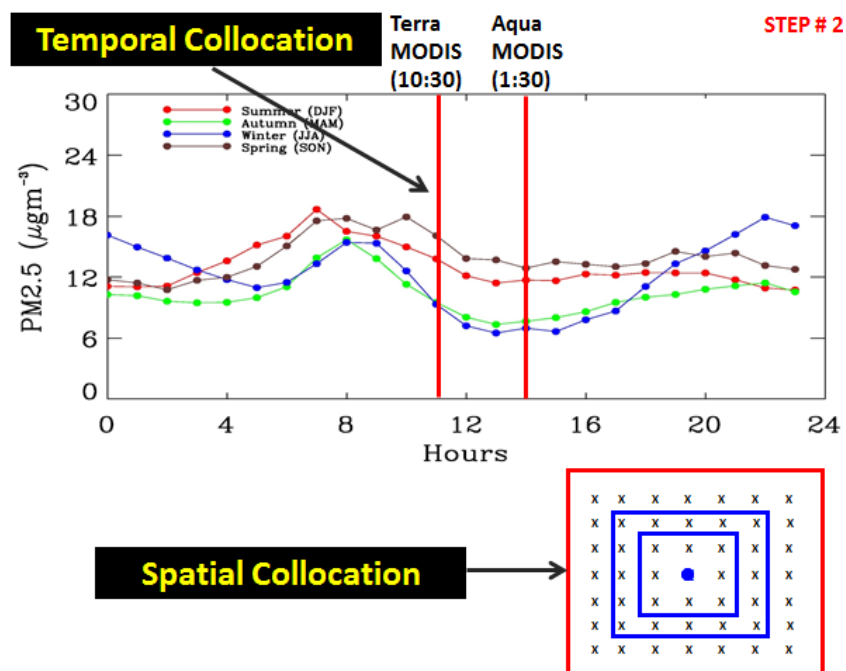 Temporal Collocation
Terra
MODIS
(10:30)
Aqua
MODIS
(1:30)
STEP # 2
30
24
18
12
6
0
PM2.5 (μgm⁻³)
Summer (DJF)
Autumn (MAM)
Winter (JJA)
Spring (SON)
0 4 8 12 16 20 24
Hours
Spatial Collocation
x x x x x x x
x x x x x x x
x x x x x x x
x x x x x x
x x x x x x x
x x x x x x x
x x x x x x x